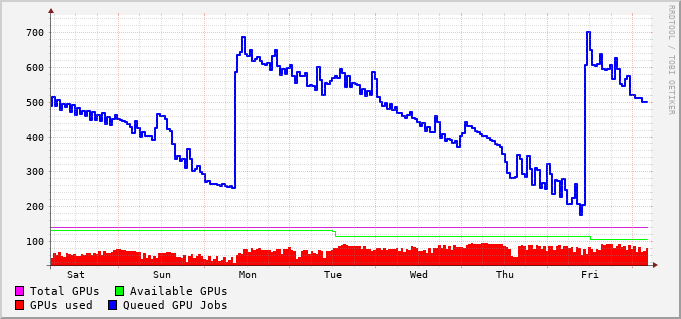 RRDTOOL / TOBI OETIKER
700
600
500
400
300
200
100
Sat Sun Mon Tue Wed Thu Fri
Total GPUs Available GPUs
GPUs used Queued GPU Jobs